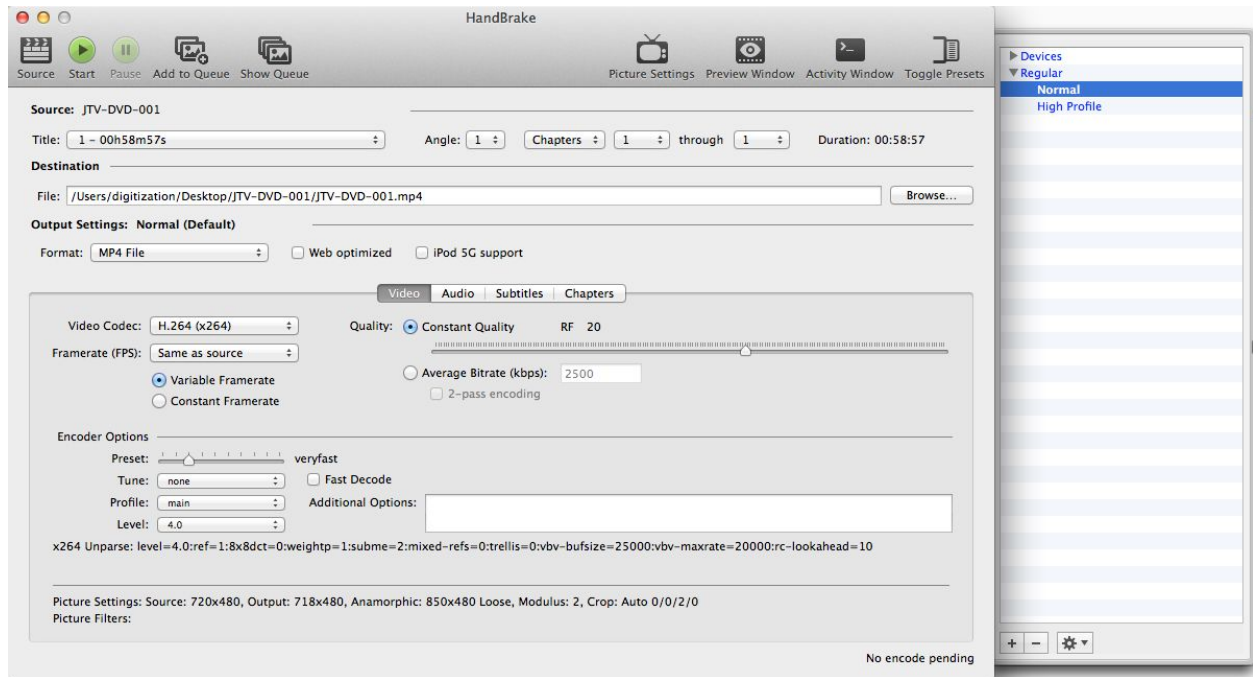 HandBrake
Source Start Pause Add to Queue Show Queue Picture Settings Preview Window Activity Window Toggle Presets
Source: JTV-DVD-001
Title: 1 – 00h58m57s Angle: 1 Chapters 1 through 1 Duration: 00:58:57
Destination
File: /Users/digitization/Desktop/JTV-DVD-001/JTV-DVD-001.mp4 Browse...
Output Settings: Normal (Default)
Format: MP4 File Web optimized iPod 5G support
Video Audio Subtitles Chapters
Video Codec: H.264 (x264) Quality: Constant Quality RF 20
Framerate (FPS): Same as source
Average Bitrate (kbps): 2500
Variable Framerate
2-pass encoding
Constant Framerate
Encoder Options
Preset: veryfast
Tune: none Fast Decode
Profile: main Additional Options:
Level: 4.0
x264 Unparse: level=4.0:ref=1:8x8dct=0:weightp=1:subme=2:mixed-refs=0:trellis=0:vbv-bufsize=25000:vbv-maxrate=20000:rc-lookahead=10
Picture Settings: Source: 720x480, Output: 718x480, Anamorphic: 850x480 Loose, Modulus: 2, Crop: Auto 0/0/2/0
Picture Filters:
No encode pending
Devices
Regular
Normal
High Profile